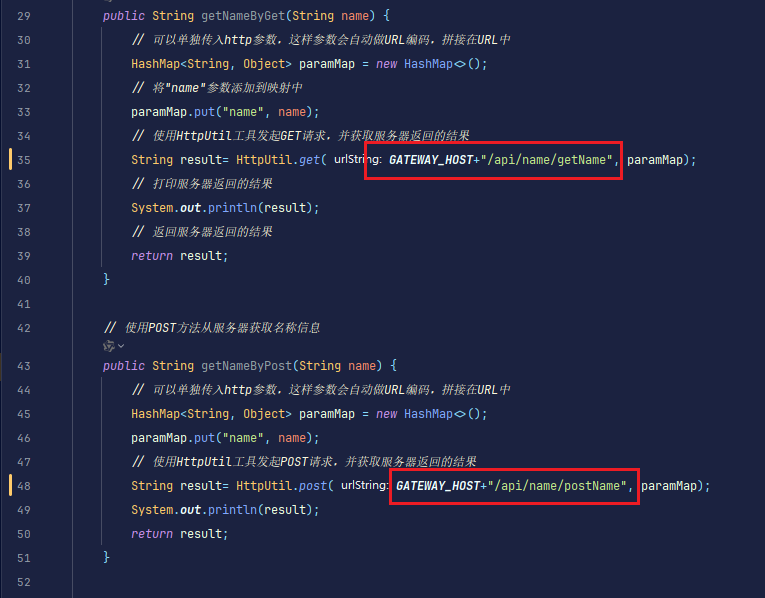 29 public String getNameByGet(String name) {
30 // 可以单独传入http参数，这样参数会自动做URL编码，拼接在URL中
31 HashMap<String, Object> paramMap = new HashMap<>();
32 // 将"name"参数添加到映射中
33 paramMap.put("name", name);
34 // 使用HttpUtil工具发起GET请求，并获取服务器返回的结果
35 String result= HttpUtil.get( urlString: GATEWAY_HOST+"/api/name/getName", paramMap);
36 // 打印服务器返回的结果
37 System.out.println(result);
38 // 返回服务器返回的结果
39 return result;
40 }
41
42 // 使用POST方法从服务器获取名称信息
43 public String getNameByPost(String name) {
44 // 可以单独传入http参数，这样参数会自动做URL编码，拼接在URL中
45 HashMap<String, Object> paramMap = new HashMap<>();
46 paramMap.put("name", name);
47 // 使用HttpUtil工具发起POST请求，并获取服务器返回的结果
48 String result= HttpUtil.post( urlString: GATEWAY_HOST+"/api/name/postName", paramMap);
49 System.out.println(result);
50 return result;
51 }
52